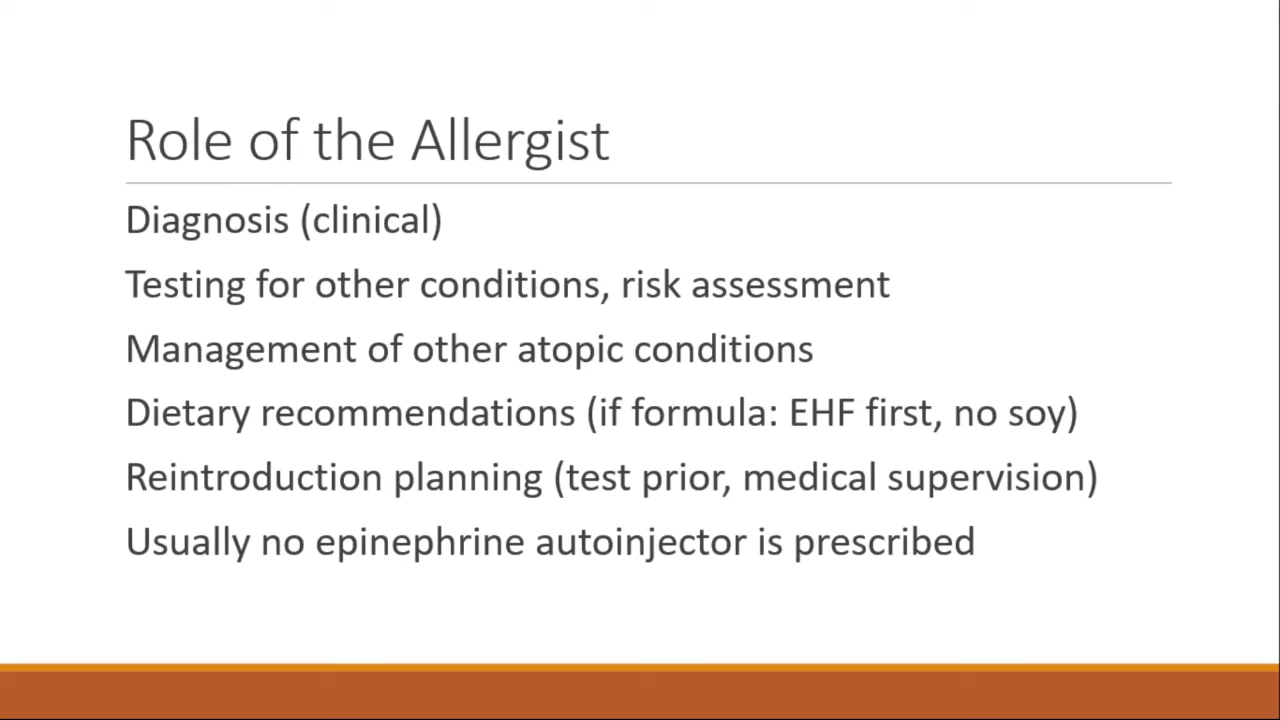 Role of the Allergist
Diagnosis (clinical)
Testing for other conditions, risk assessment
Management of other atopic conditions
Dietary recommendations (if formula: EHF first, no soy)
Reintroduction planning (test prior, medical supervision)
Usually no epinephrine autoinjector is prescribed